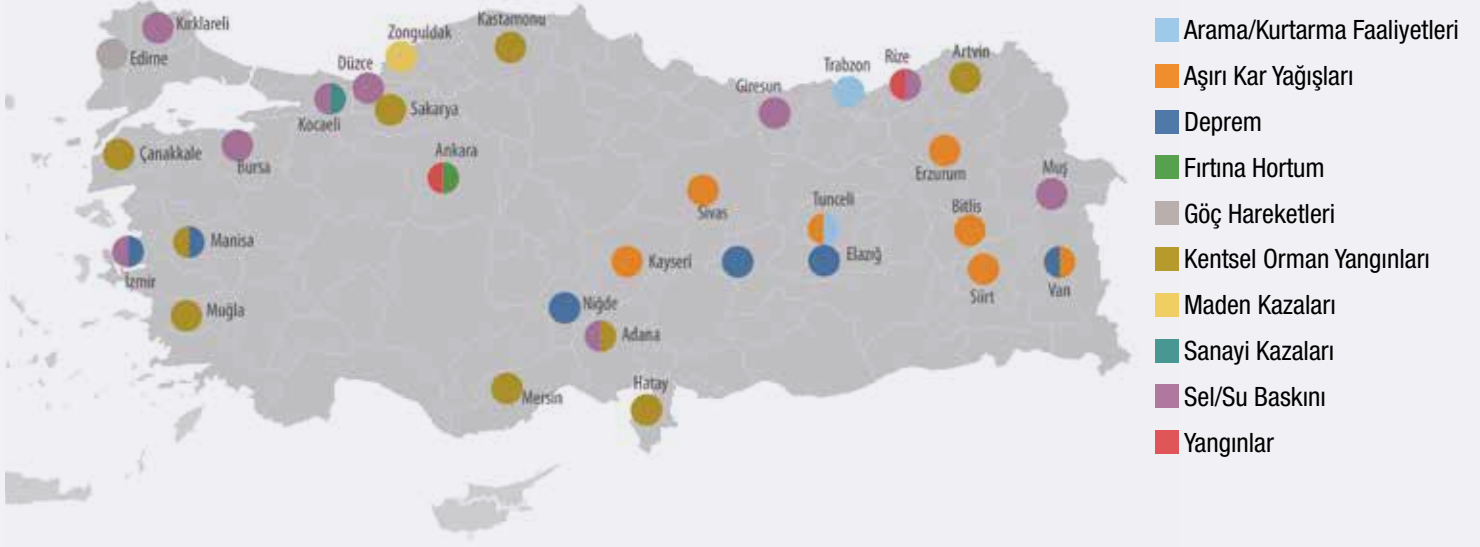 Kırklareli
Edirne
Zonguldak
Kastamonu
Düzce
Kocaeli
Sakarya
Trabzon
Rize
Artvin
Giresun
Çanakkale
Bursa
Ankara
Erzurum
Muş
Sivas
Tunceli
Bitlis
Manisa
İzmir
Kayseri
Elazığ
Siirt
Van
Muğla
Niğde
Adana
Mersin
Hatay
Arama/Kurtarma Faaliyetleri
Aşırı Kar Yağışları
Deprem
Fırtına Hortum
Göç Hareketleri
Kentsel Orman Yangınları
Maden Kazaları
Sanayi Kazaları
Sel/Su Baskını
Yangınlar